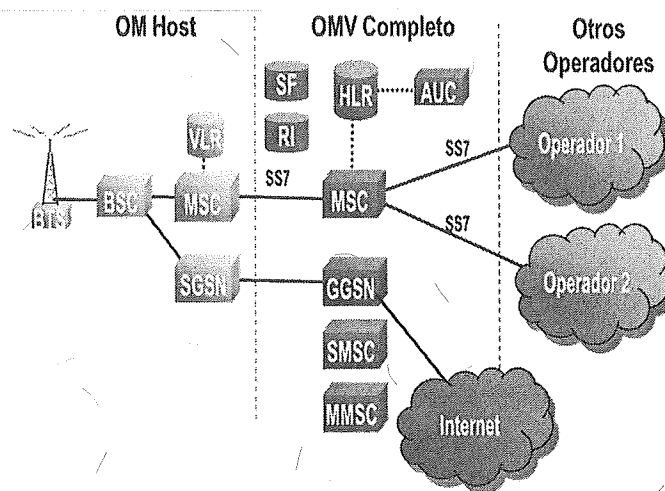 OM Host
OMV Completo
Otros
Operadores
SF
HLR
AUC
RI
VLR
SS7
SS7
Operador 1
BTS
BSC
MSC
MSC
SS7
SGSN
GGSN
Operador 2
SMSC
MMSC
Internet